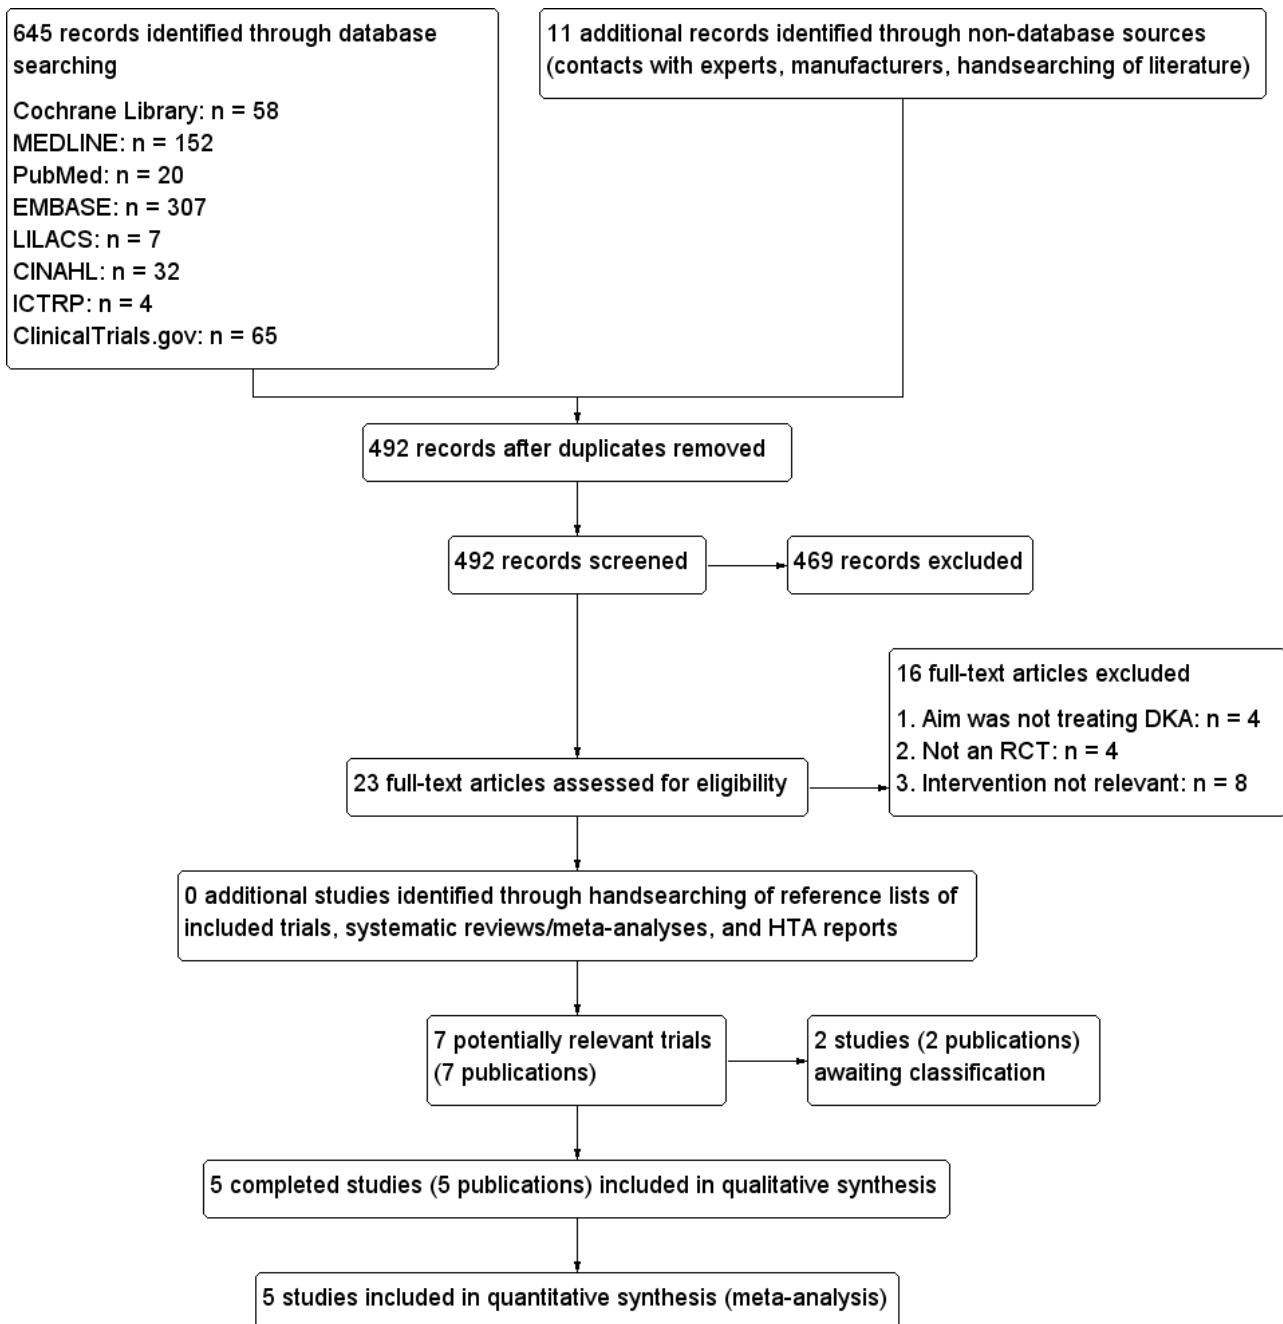 645 records identified through database
searching
Cochrane Library: n = 58
MEDLINE: n = 152
PubMed: n = 20
EMBASE: n = 307
LILACS: n = 7
CINAHL: n = 32
ICTRP: n = 4
ClinicalTrials.gov: n = 65
11 additional records identified through non-database sources
(contacts with experts, manufacturers, handsearching of literature)
492 records after duplicates removed
492 records screened
469 records excluded
23 full-text articles assessed for eligibility
16 full-text articles excluded
1. Aim was not treating DKA: n = 4
2. Not an RCT: n = 4
3. Intervention not relevant: n = 8
0 additional studies identified through handsearching of reference lists of
included trials, systematic reviews/meta-analyses, and HTA reports
7 potentially relevant trials
(7 publications)
2 studies (2 publications)
awaiting classification
5 completed studies (5 publications) included in qualitative synthesis
5 studies included in quantitative synthesis (meta-analysis)